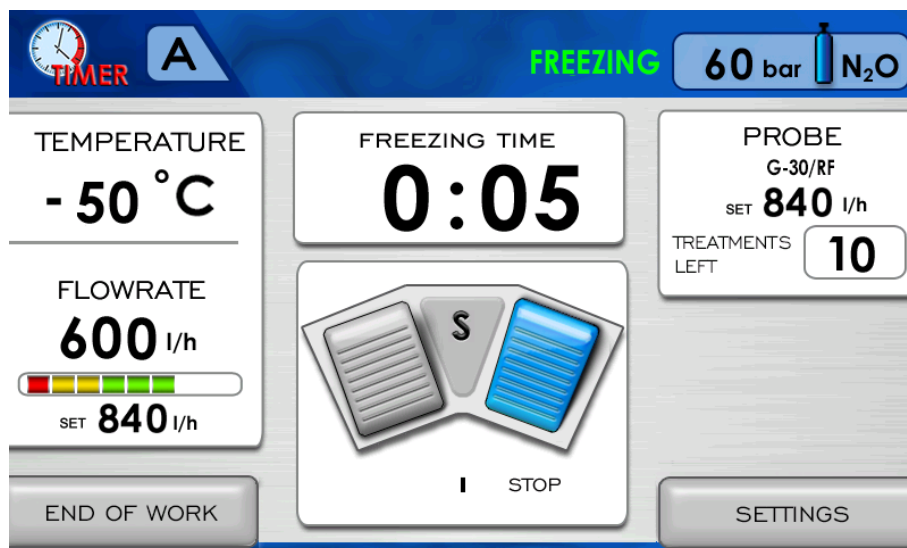 TIMER
A
FREEZING
60 bar N₂O
TEMPERATURE
- 50 °C
FLOWRATE
600 l/h
SET 840 l/h
FREEZING TIME
0:05
S
I STOP
PROBE
G-30/RF
SET 840 l/h
TREATMENTS
LEFT
10
END OF WORK
SETTINGS